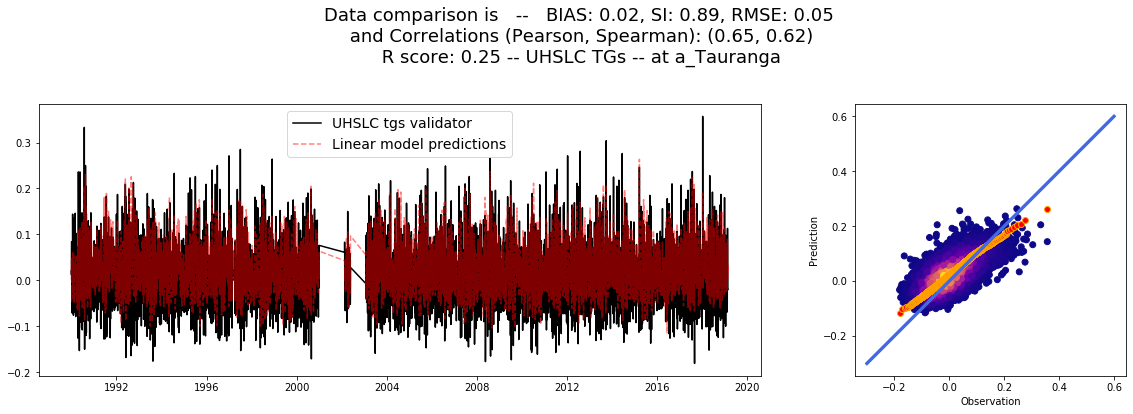 Data comparison is -- BIAS: 0.02, SI: 0.89, RMSE: 0.05
and Correlations (Pearson, Spearman): (0.65, 0.62)
R score: 0.25 -- UHSLC TGs -- at a_Tauranga
UHSLC tgs validator
Linear model predictions
0.3
0.2
0.1
0.0
−0.1
−0.2
1992 1996 2000 2004 2008 2012 2016 2020
Prediction
0.6
0.4
0.2
0.0
−0.2
−0.2 0.0 0.2 0.4 0.6
Observation